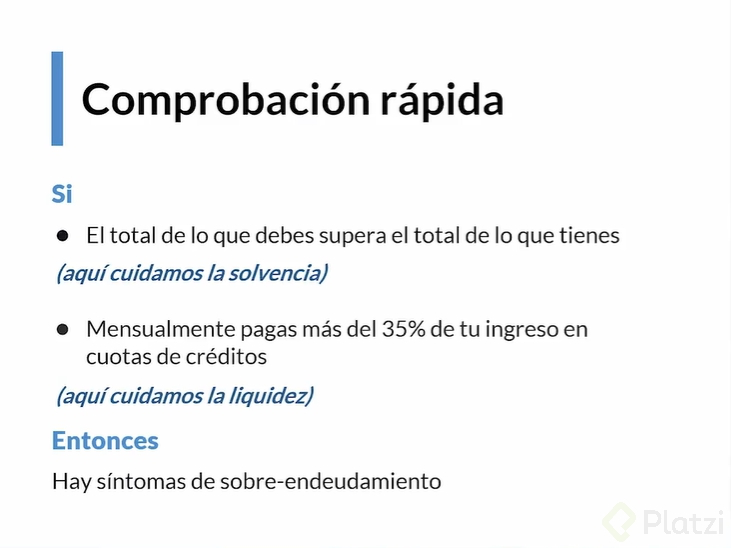 Comprobación rápida
Si
● El total de lo que debes supera el total de lo que tienes
(aquí cuidamos la solvencia)
● Mensualmente pagas más del 35% de tu ingreso en
cuotas de créditos
(aquí cuidamos la liquidez)
Entonces
Hay síntomas de sobre-endeudamiento
Platzi